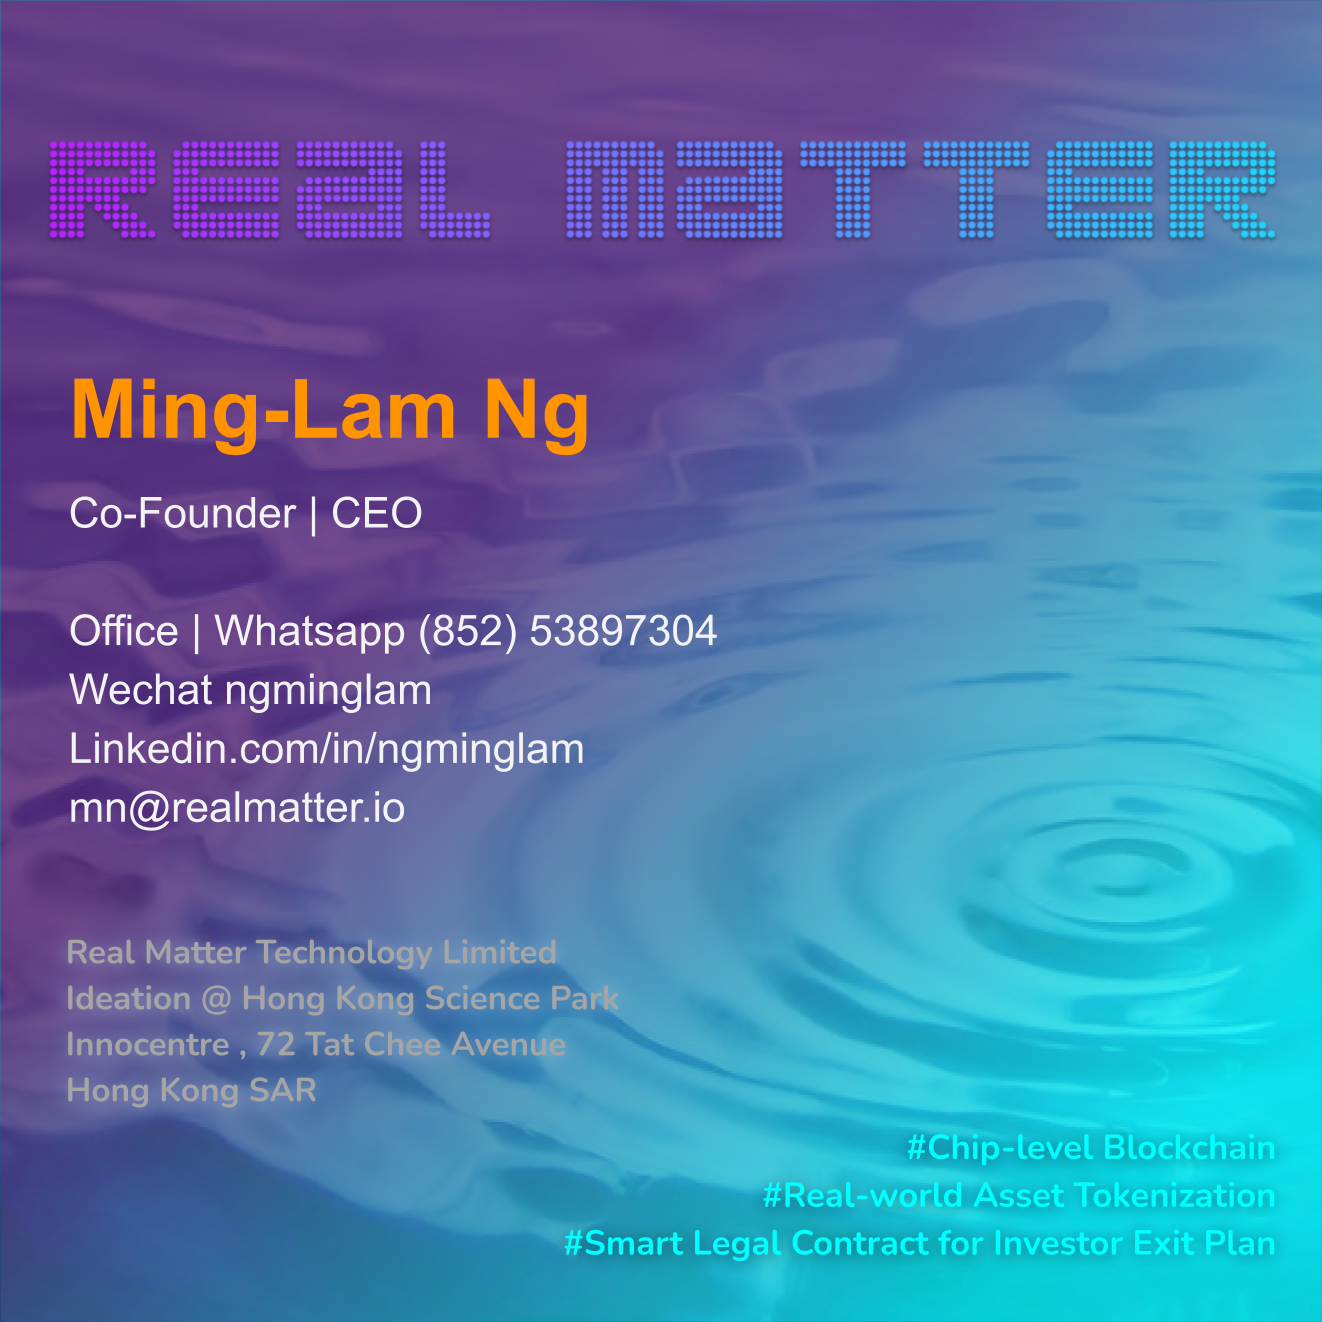 REAL MATTER
Ming-Lam Ng
Co-Founder | CEO
Office | Whatsapp (852) 53897304
Wechat ngminglam
Linkedin.com/in/ngminglam
mn@realmatter.io
Real Matter Technology Limited
Ideation @ Hong Kong Science Park
Innocentre , 72 Tat Chee Avenue
Hong Kong SAR
#Chip-level Blockchain
#Real-world Asset Tokenization
#Smart Legal Contract for Investor Exit Plan